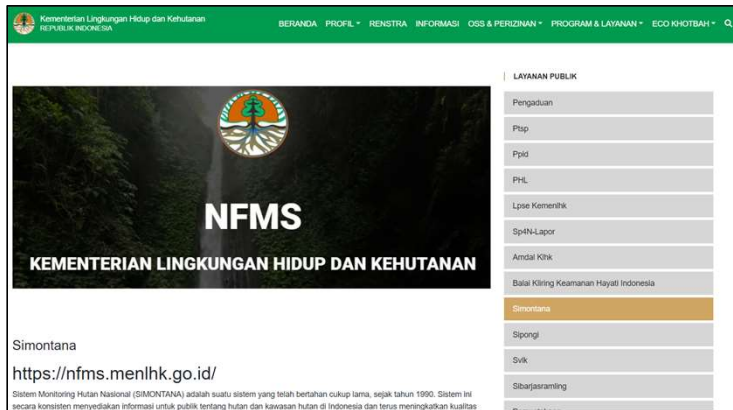 Kementerian Lingkungan Hidup dan Kehutanan
REPUBLIK INDONESIA
BERANDA PROFIL RENSTRA INFORMASI OSS & PERIZINAN PROGRAM & LAYANAN ECO KHOTBAH
NFMS
KEMENTERIAN LINGKUNGAN HIDUP DAN KEHUTANAN
Simontana
https://nfms.menlhk.go.id/
Sistem Monitoring Hutan Nasional (SIMONTANA) adalah suatu sistem yang telah bertahan cukup lama, sejak tahun 1990. Sistem ini
secara konsisten menyediakan informasi untuk publik tentang hutan dan kawasan hutan di Indonesia dan terus meningkatkan kualitas
LAYANAN PUBLIK
Pengaduan
Ptsp
Ppid
PHL
Lpse Kemenlhk
Sp4N-Lapor
Amdal Klhk
Balai Kliring Keamanan Hayati Indonesia
Simontana
Sipongi
Svlk
Sibarjasramling